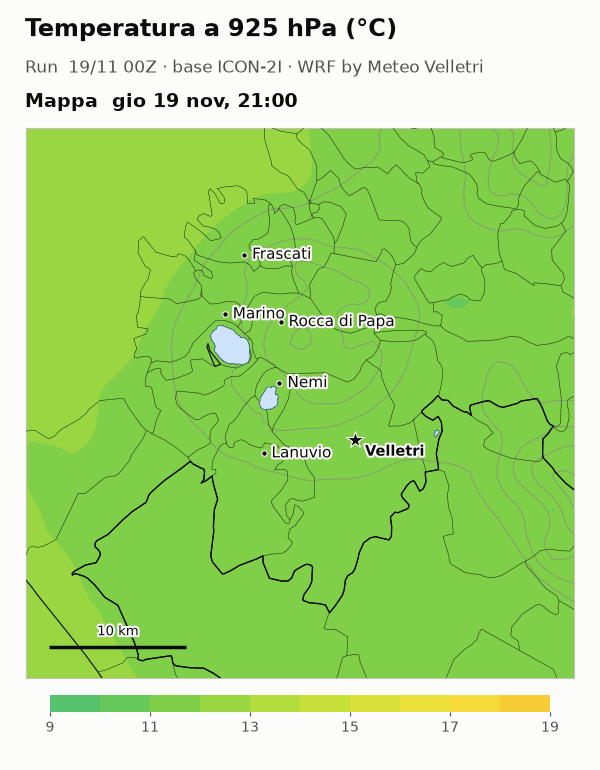 Temperatura a 925 hPa (°C)
Run  19/11 00Z · base ICON-2I · WRF by Meteo Velletri
Mappa  gio 19 nov, 21:00
Frascati
Marino
Rocca di Papa
Nemi
Velletri
Lanuvio
10 km
9 11 13 15 17 19